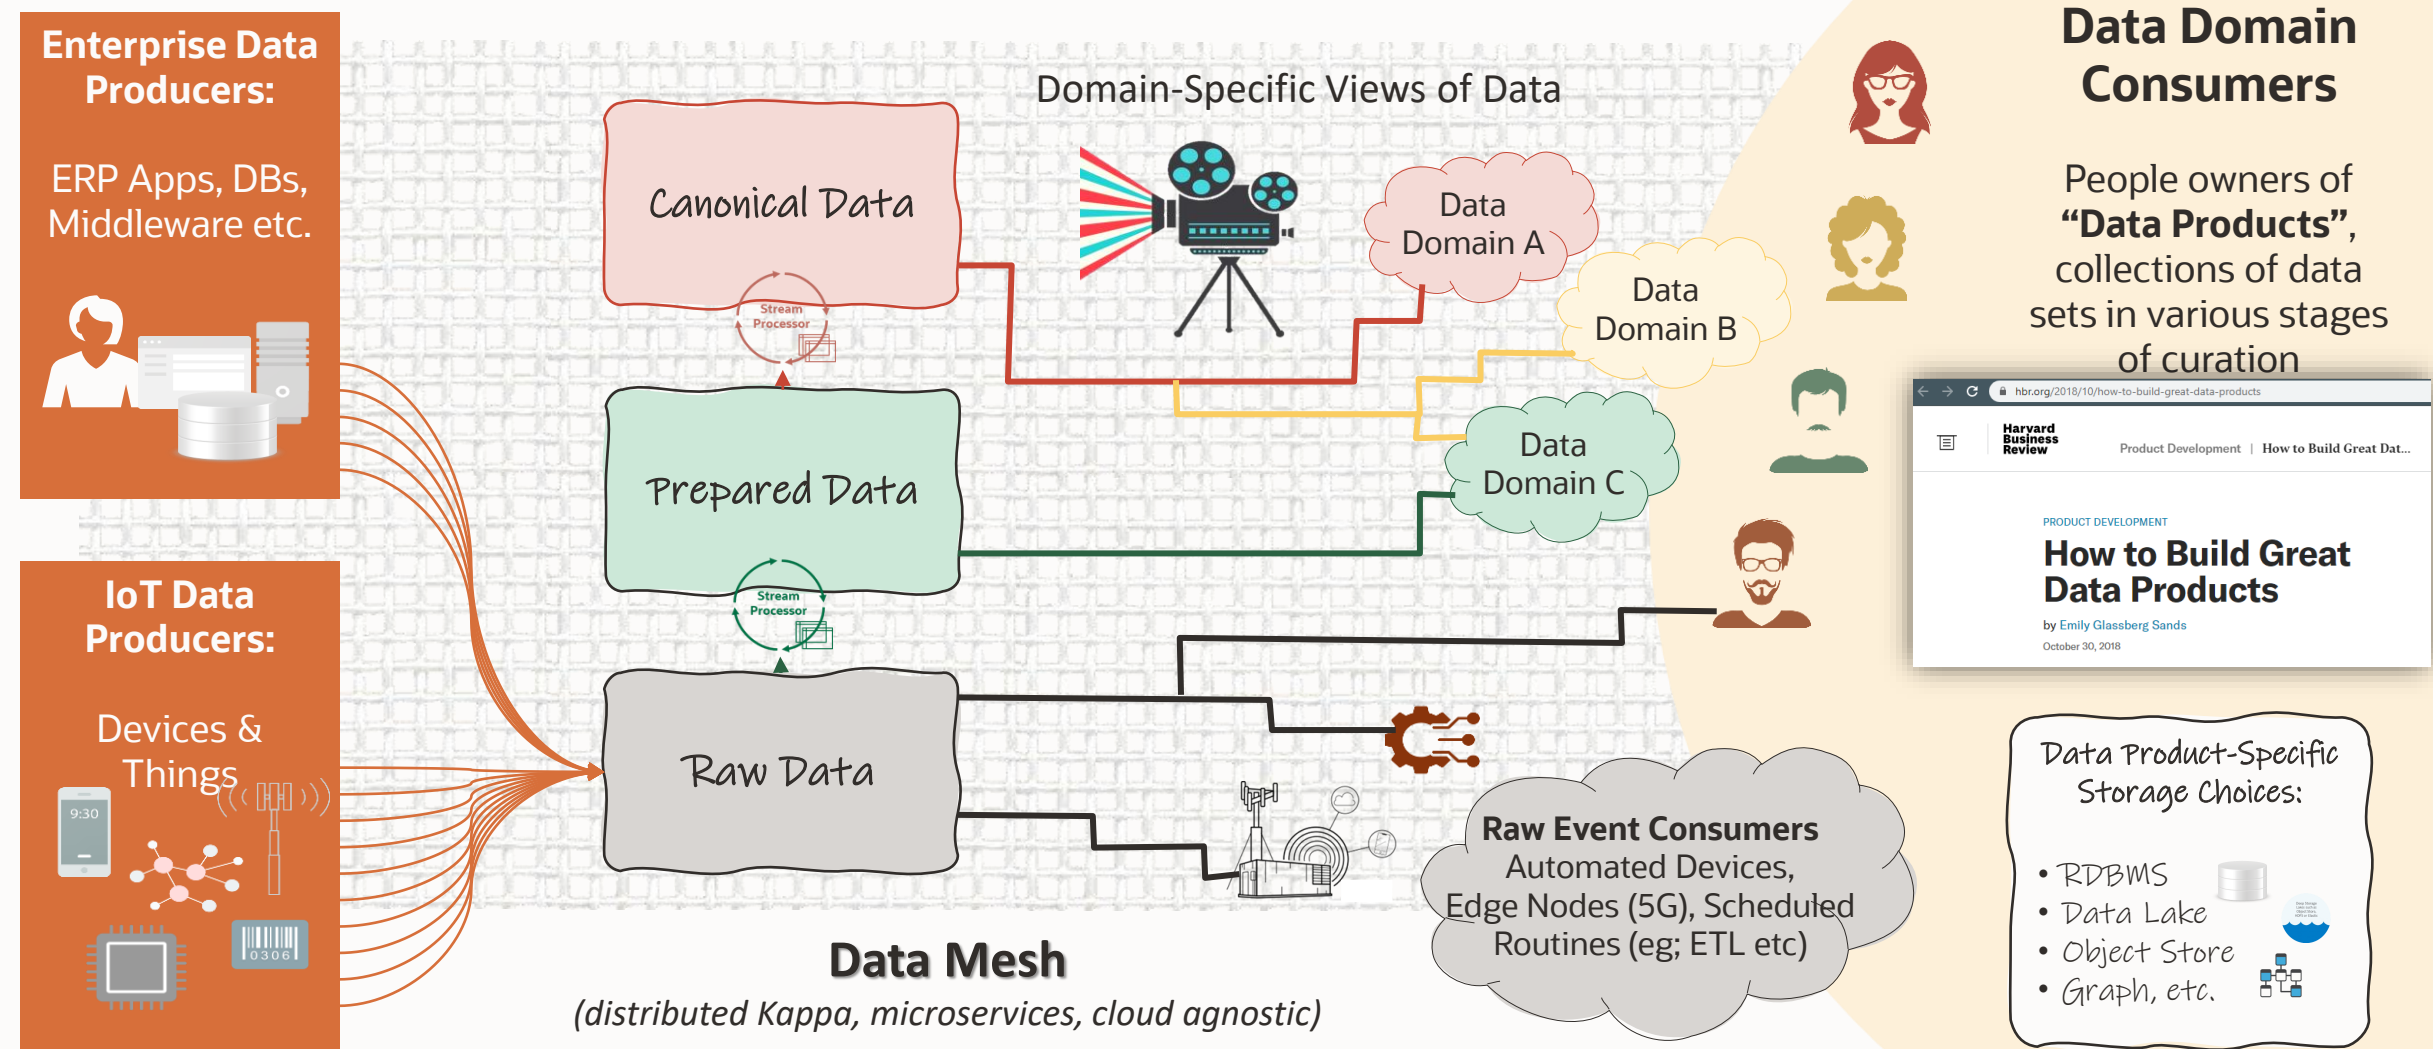 Enterprise Data
Producers:
ERP Apps, DBs,
Middleware etc.
IoT Data
Producers:
Devices &
Things
9:30
0306
Domain-Specific Views of Data
Canonical Data
Stream
Processor
Prepared Data
Stream
Processor
Raw Data
Data
Domain A
Data
Domain B
Data
Domain C
Raw Event Consumers
Automated Devices,
Edge Nodes (5G), Scheduled
Routines (eg; ETL etc)
Data Mesh
(distributed Kappa, microservices, cloud agnostic)
Data Domain
Consumers
People owners of
“Data Products”,
collections of data
sets in various stages
of curation
hbr.org/2018/10/how-to-build-great-data-products
Harvard
Business
Review
Product Development | How to Build Great Dat...
PRODUCT DEVELOPMENT
How to Build Great
Data Products
by Emily Glassberg Sands
October 30, 2018
Data Product-Specific
Storage Choices:
• RDBMS
• Data Lake
• Object Store
• Graph, etc.